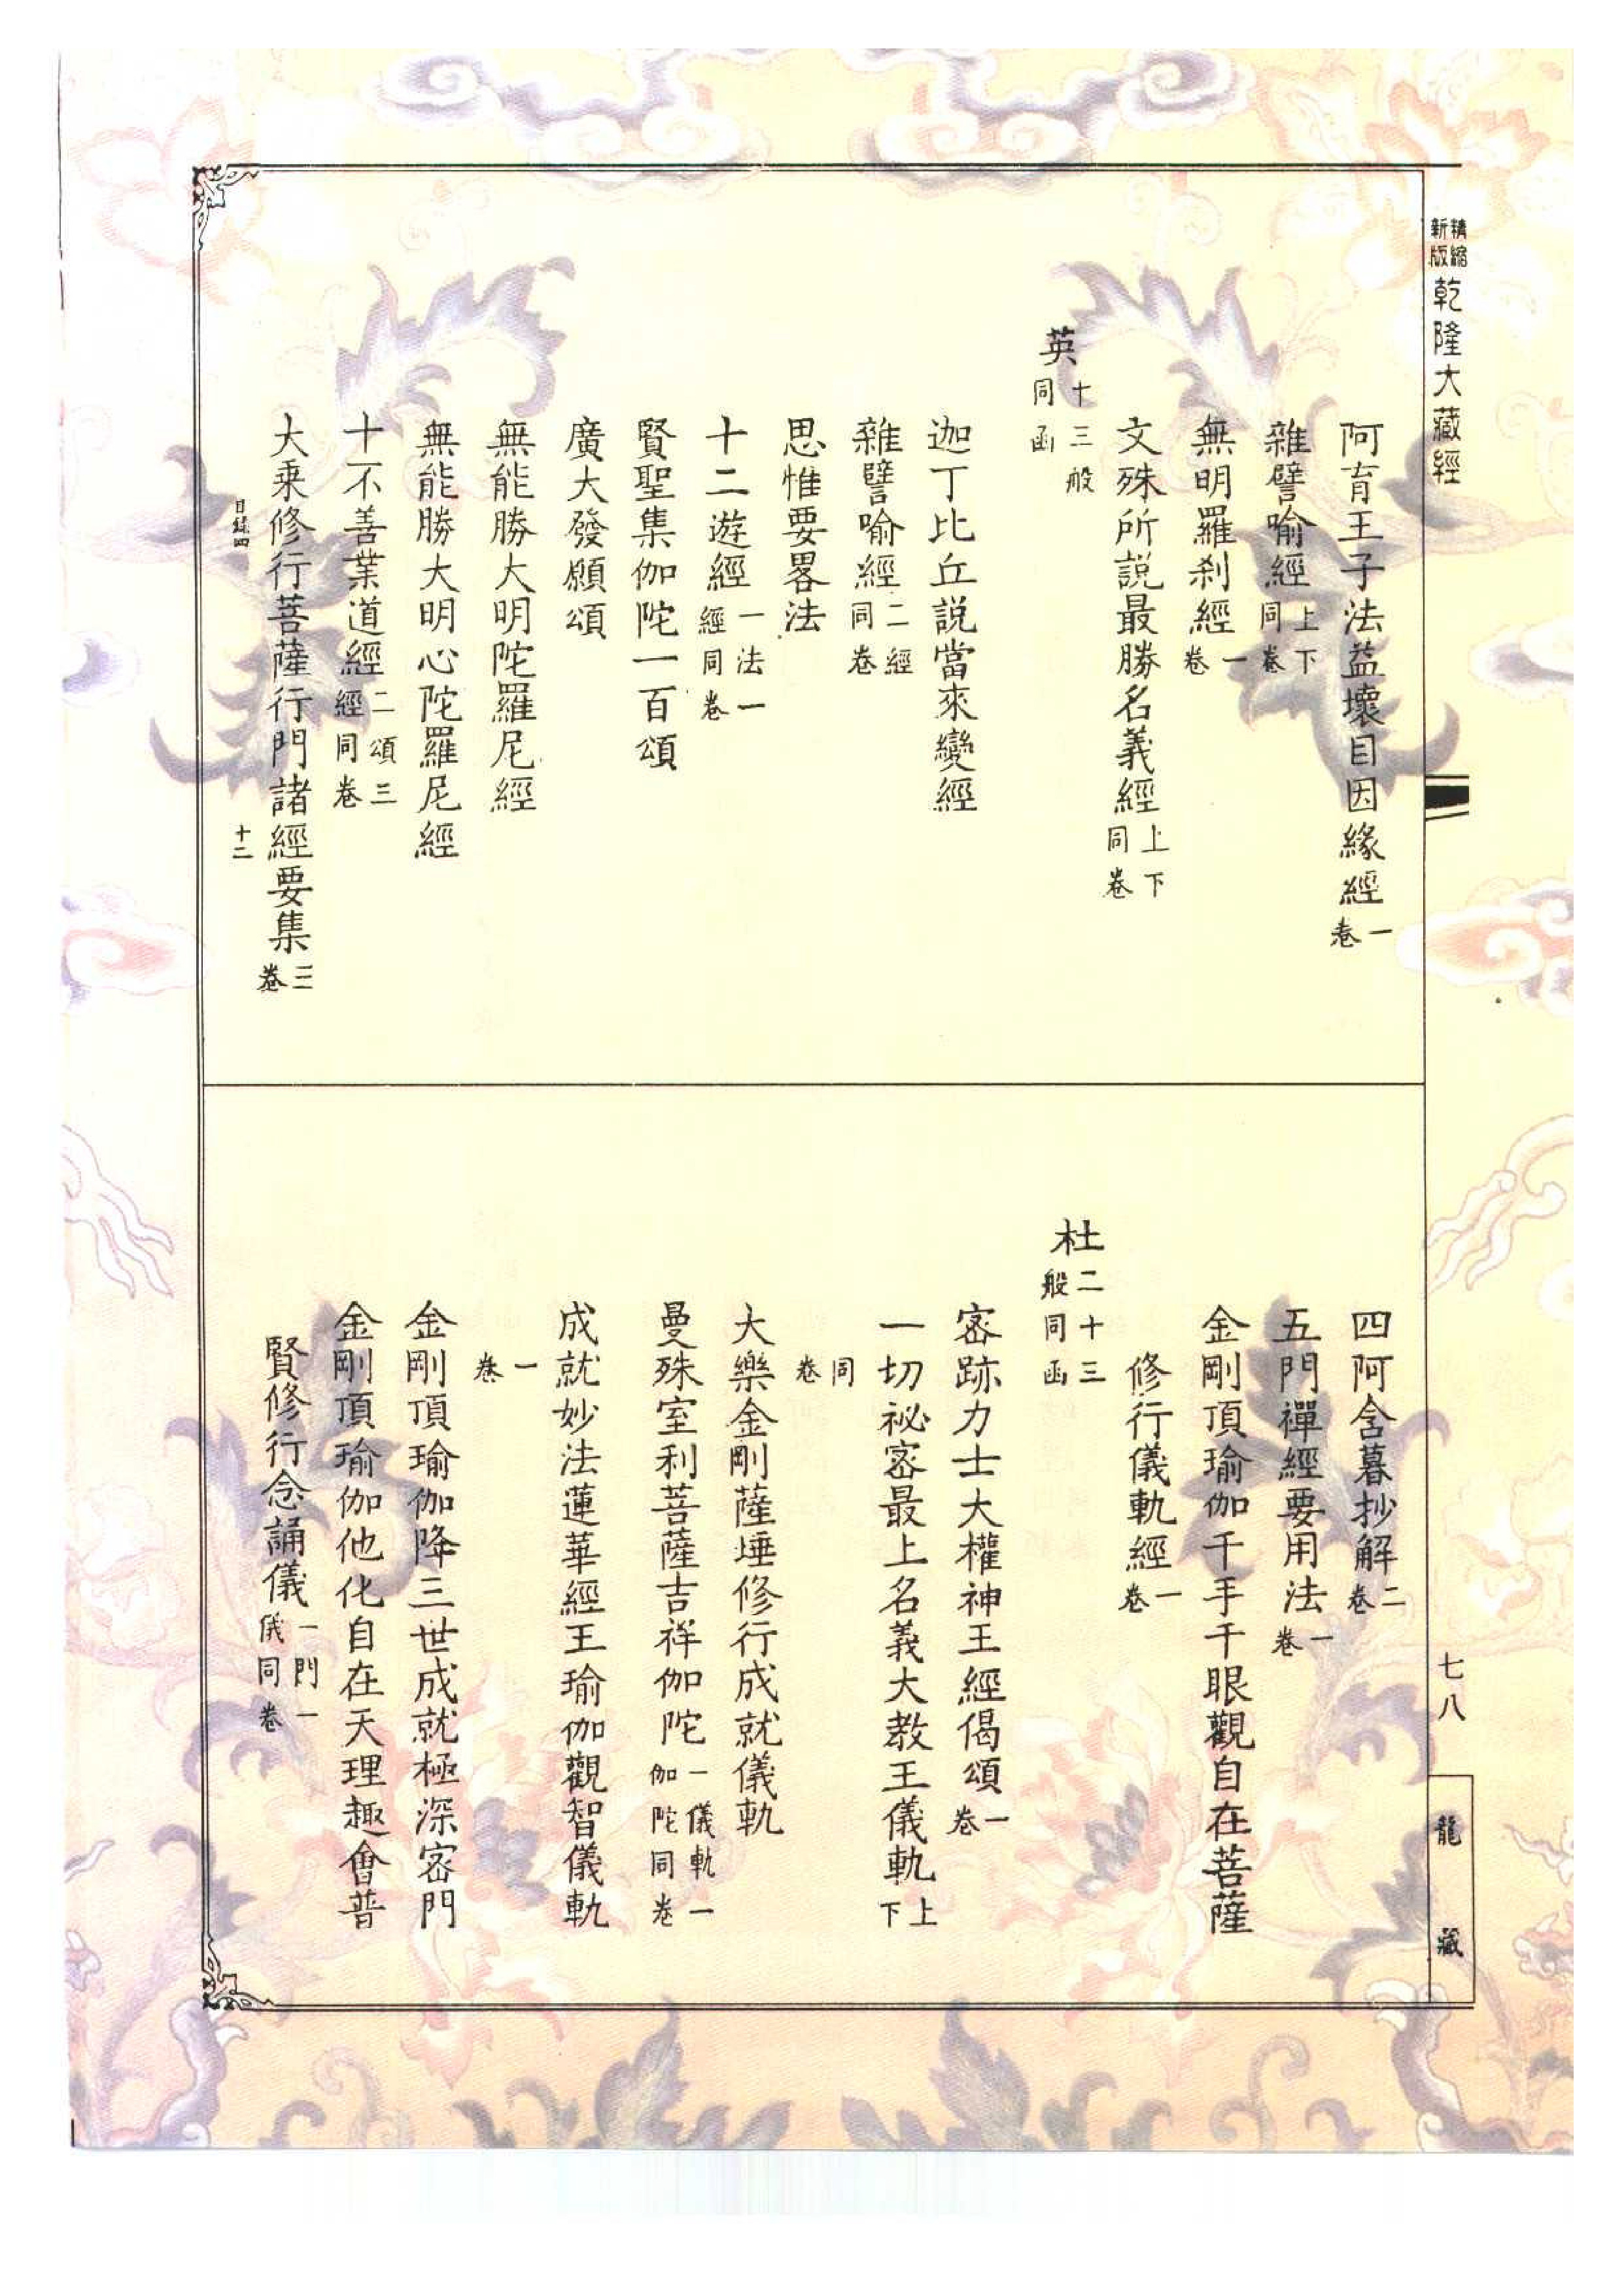 精縮新版乾隆大藏經
七八
龍藏
阿育王子法益壞目因緣經一卷
雜譬喻經上下同卷
無明羅剎經一卷
文殊所説最勝名義經上下同卷
英十三般同函
迦丁比丘説當來變經
雜譬喻經二經同卷
思惟要畧法
十二遊經一法一經同卷
賢聖集伽陀一百頌
廣大發願頌
無能勝大明陀羅尼經
無能勝大明心陀羅尼經
十不善業道經二頌三經同卷
大乗修行菩薩行門諸經要集三卷
目録四
十二
四阿含暮抄解二卷
五門禪經要用法一卷
金剛頂瑜伽千手千眼觀自在菩薩
修行儀軌經一卷
杜二十三般同函
密跡力士大權神王經偈頌一卷
一切祕密最上名義大教王儀軌上下
同卷
大樂金剛薩埵修行成就儀軌
曼殊室利菩薩吉祥伽陀一儀軌一伽陀同卷
成就妙法蓮華經王瑜伽觀智儀軌
一卷
金剛頂瑜伽降三世成就極深密門
金剛頂瑜伽他化自在天理趣會普
賢修行念誦儀一門一儀同卷